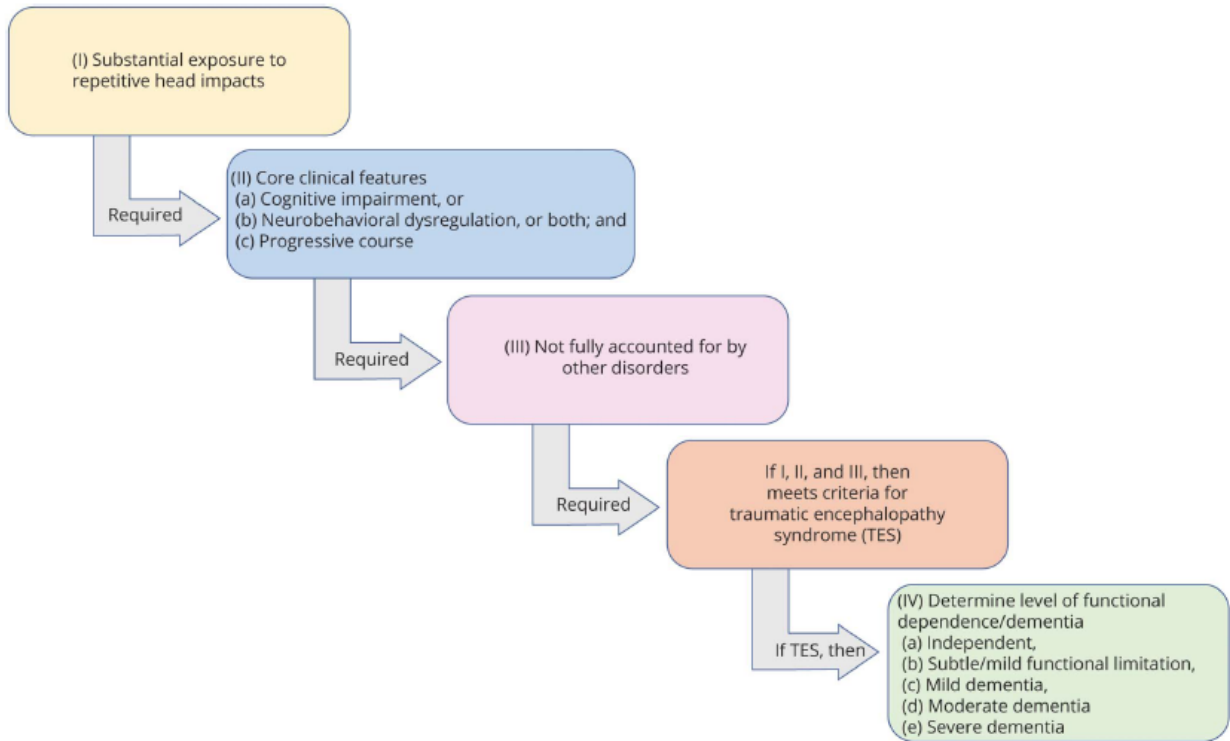 (I) Substantial exposure to
repetitive head impacts
Required
(II) Core clinical features
(a) Cognitive impairment, or
(b) Neurobehavioral dysregulation, or both; and
(c) Progressive course
Required
(III) Not fully accounted for by
other disorders
Required
If I, II, and III, then
meets criteria for
traumatic encephalopathy
syndrome (TES)
If TES, then
(IV) Determine level of functional
dependence/dementia
(a) Independent,
(b) Subtle/mild functional limitation,
(c) Mild dementia,
(d) Moderate dementia
(e) Severe dementia